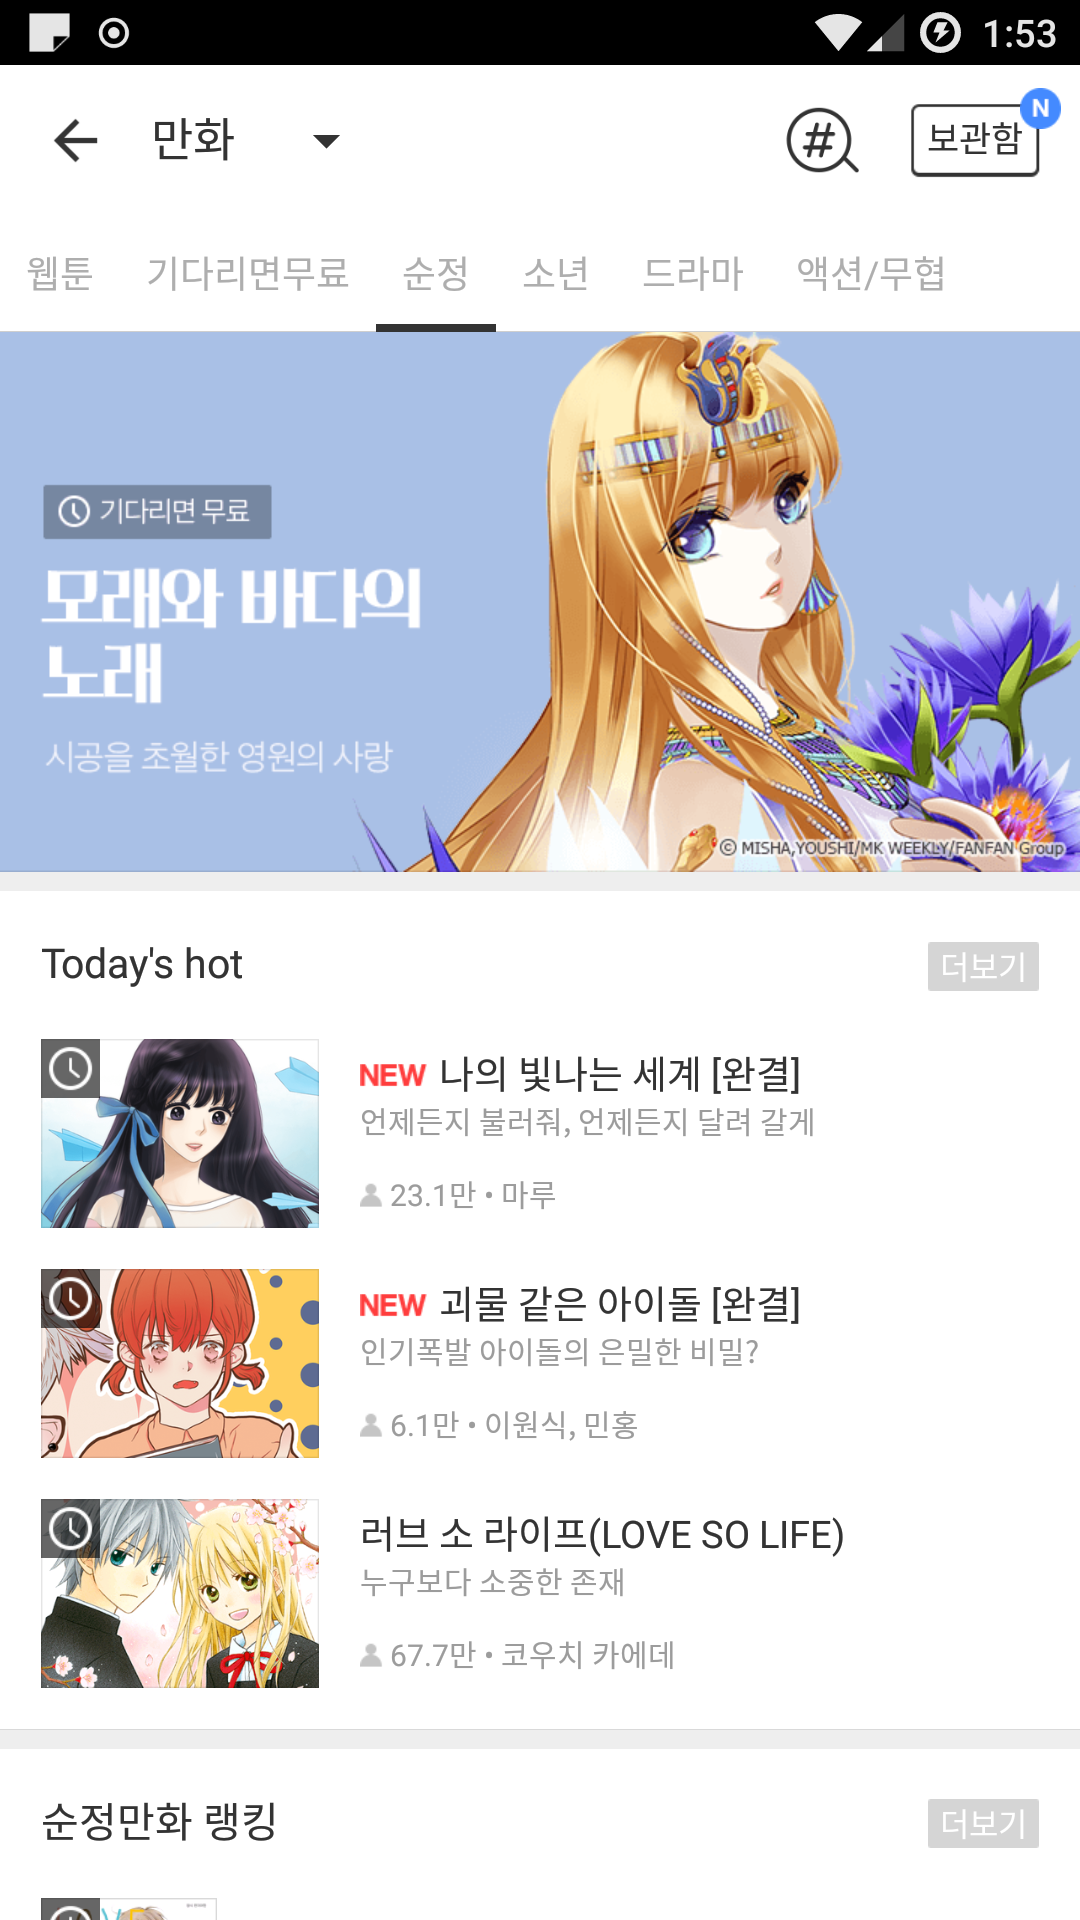 1:53
만화
#
보관함
N
웹툰 기다리면무료 순정 소년 드라마 액션/무협
기다리면 무료
모래와 바다의
노래
시공을 초월한 영원의 사랑
© MISHA,YOUSHI/MK WEEKLY/FANFAN Group
Today's hot
더보기
NEW 나의 빛나는 세계 [완결]
언제든지 불러줘, 언제든지 달려 갈게
23.1만 • 마루
NEW 괴물 같은 아이돌 [완결]
인기폭발 아이돌의 은밀한 비밀?
6.1만 • 이원식, 민홍
러브 소 라이프(LOVE SO LIFE)
누구보다 소중한 존재
67.7만 • 코우치 카에데
순정만화 랭킹
더보기